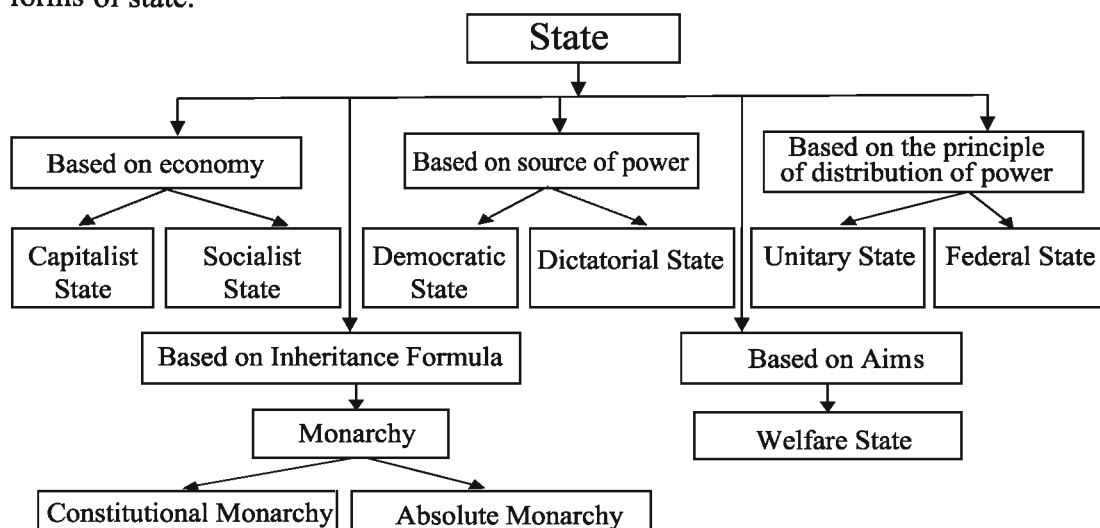 forms of state.
State
Based on economy
Based on source of power
Based on the principle
of distribution of power
Capitalist
State
Socialist
State
Democratic
State
Dictatorial State
Unitary State
Federal State
Based on Inheritance Formula
Based on Aims
Monarchy
Welfare State
Constitutional Monarchy
Absolute Monarchy